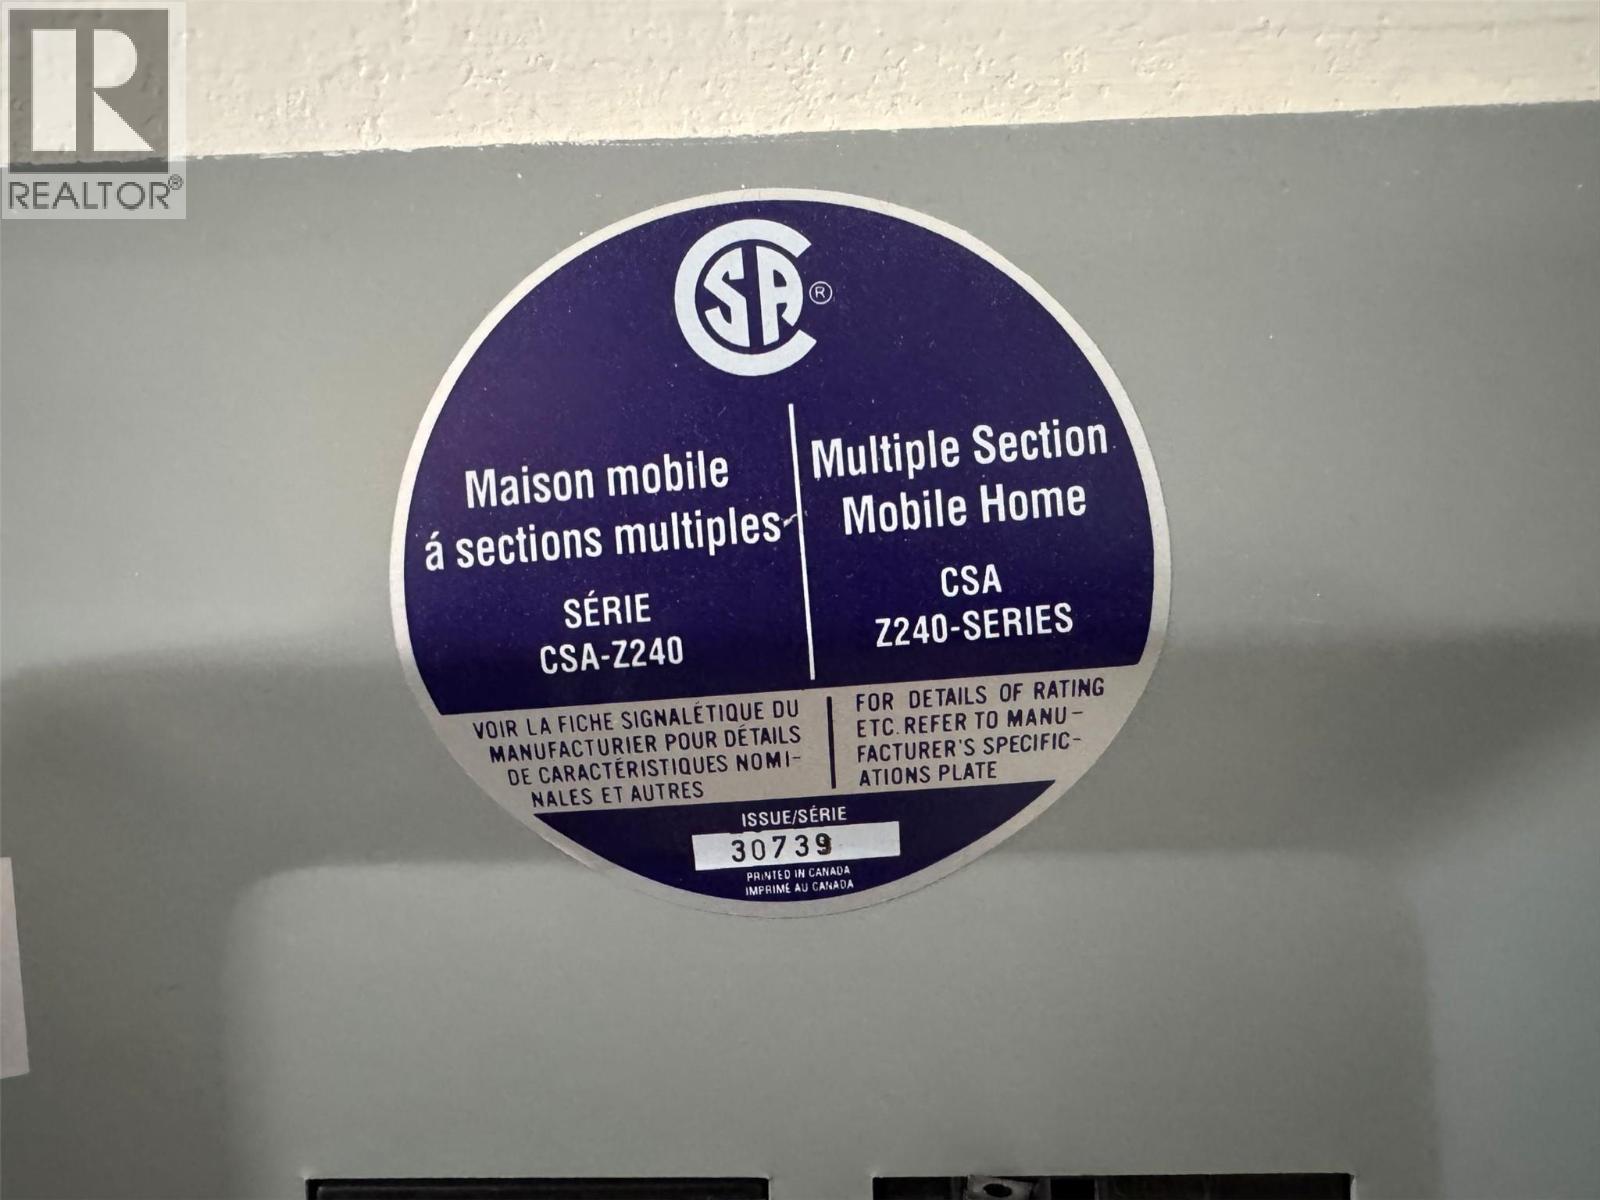 R
REALTOR®
CSA ®
Maison mobile
á sections multiples
SÉRIE
CSA-Z240
Multiple Section
Mobile Home
CSA
Z240-SERIES
VOIR LA FICHE SIGNALÉTIQUE DU
MANUFACTURIER POUR DÉTAILS
DE CARACTÉRISTIQUES NOMI-
NALES ET AUTRES
FOR DETAILS OF RATING
ETC. REFER TO MANU-
FACTURER'S SPECIFIC-
ATIONS PLATE
ISSUE/SÉRIE
30739
PRINTED IN CANADA
IMPRIMÉ AU CANADA